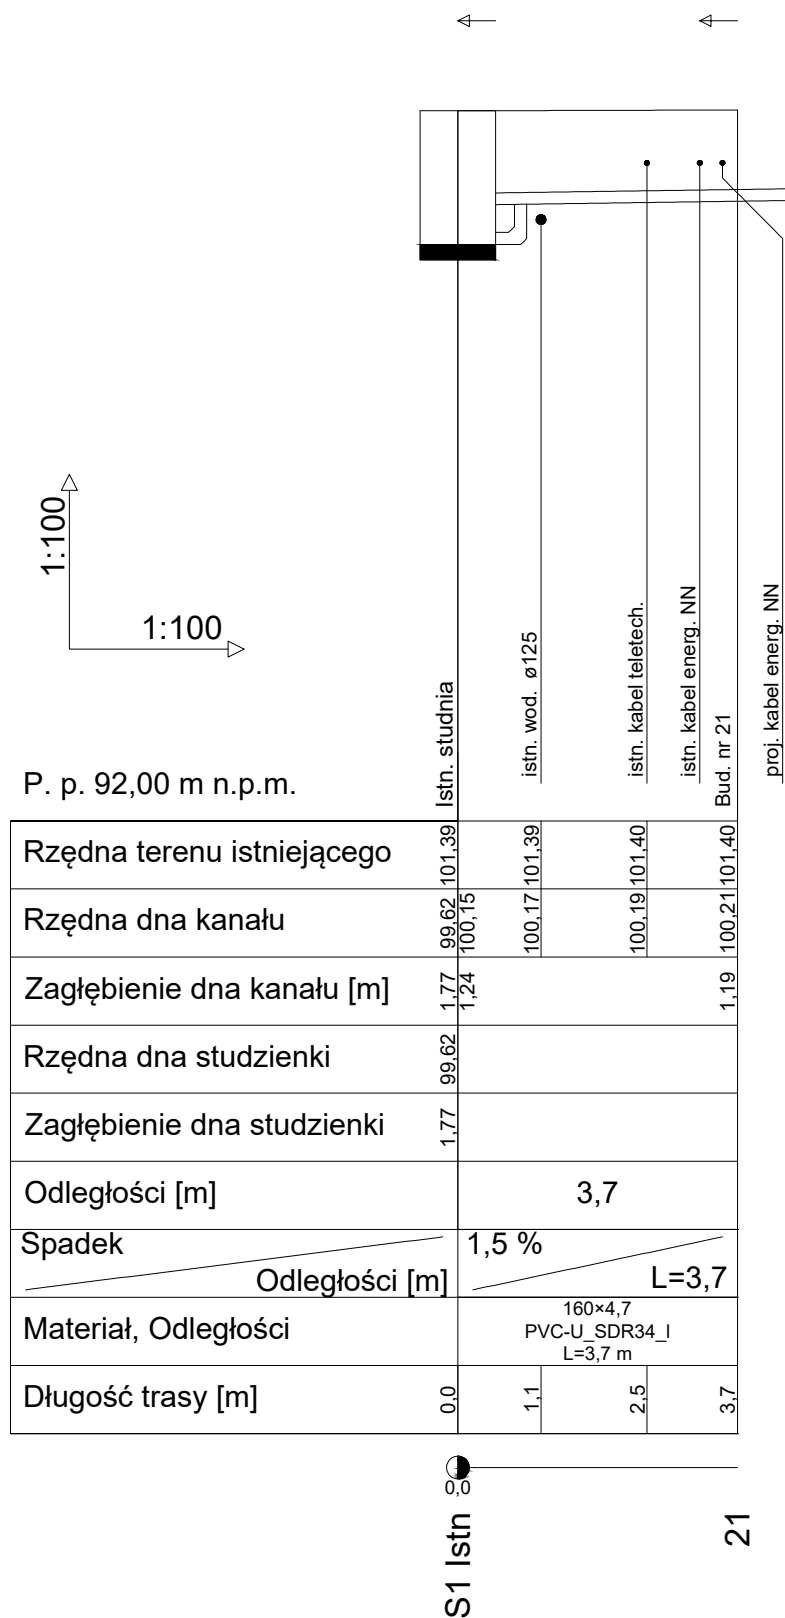 1:100
1:100
P. p. 92,00 m n.p.m.
Istn. studnia
istn. wod. ø125
istn. kabel teletech.
istn. kabel energ. NN
Bud. nr 21
proj. kabel energ. NN
Rzędna terenu istniejącego
101,39
101,39
101,40
101,40
Rzędna dna kanału
99,62
100,15
100,17
100,19
100,21
Zagłębienie dna kanału [m]
1,77
1,24
1,19
Rzędna dna studzienki
99,62
Zagłębienie dna studzienki
1,77
Odległości [m]
3,7
Spadek
Odległości [m]
1,5 %
L=3,7
Materiał, Odległości
160×4,7
PVC-U_SDR34_l
L=3,7 m
Długość trasy [m]
0,0
1,1
2,5
3,7
0,0
S1 Istn
21